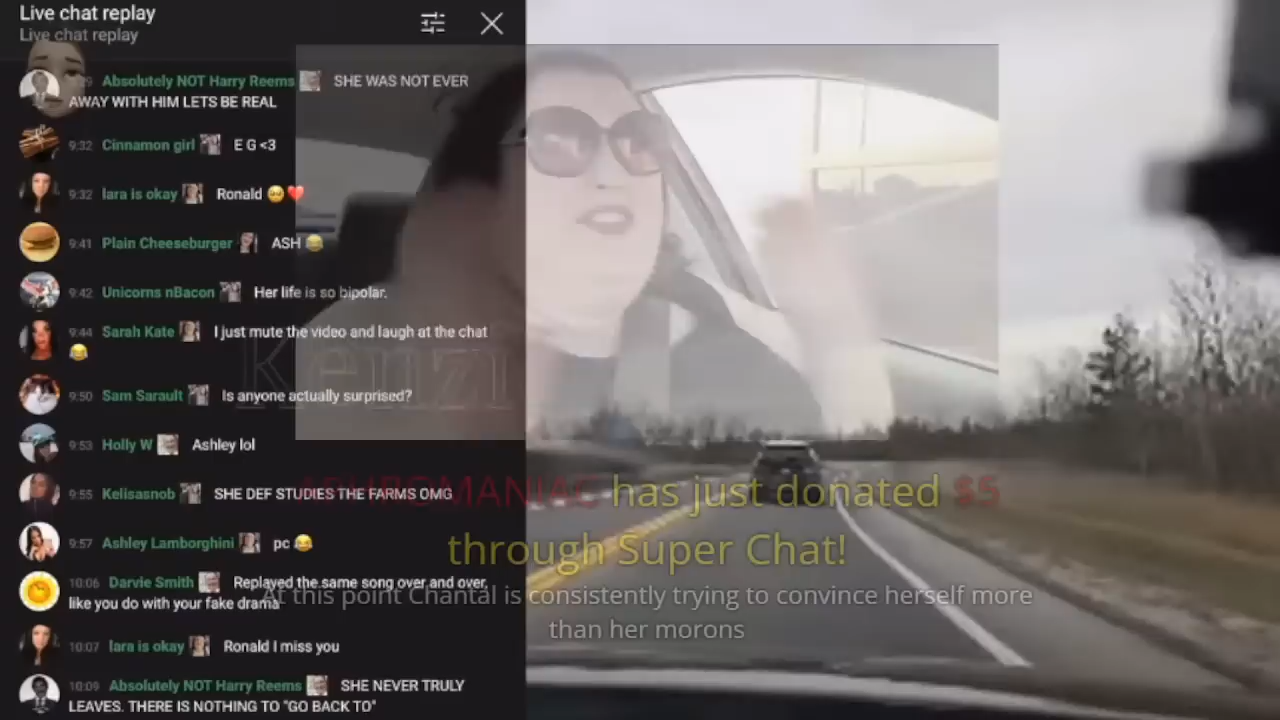 Live chat replay
Live chat replay
Absolutely NOT Harry Reems SHE WAS NOT EVER
AWAY WITH HIM LETS BE REAL
9:32 Cinnamon girl E G <3
9:32 lara is okay Ronald 🥺❤️
9:41 Plain Cheeseburger ASH 😂
9:42 Unicorns nBacon Her life is so bipolar.
9:44 Sarah Kate I just mute the video and laugh at the chat
😂
Kenzi
9:50 Sam Sarault Is anyone actually surprised?
9:53 Holly W Ashley lol
9:55 Kelisasnob SHE DEF STUDIES THE FARMS OMG
has just donated $5
through Super Chat!
9:57 Ashley Lamborghini pc 😂
10:06 Darvie Smith Replayed the same song over and over,
like you do with your fake drama
At this point Chantal is consistently trying to convince herself more
than her morons
10:07 lara is okay Ronald I miss you
10:09 Absolutely NOT Harry Reems SHE NEVER TRULY
LEAVES. THERE IS NOTHING TO "GO BACK TO"